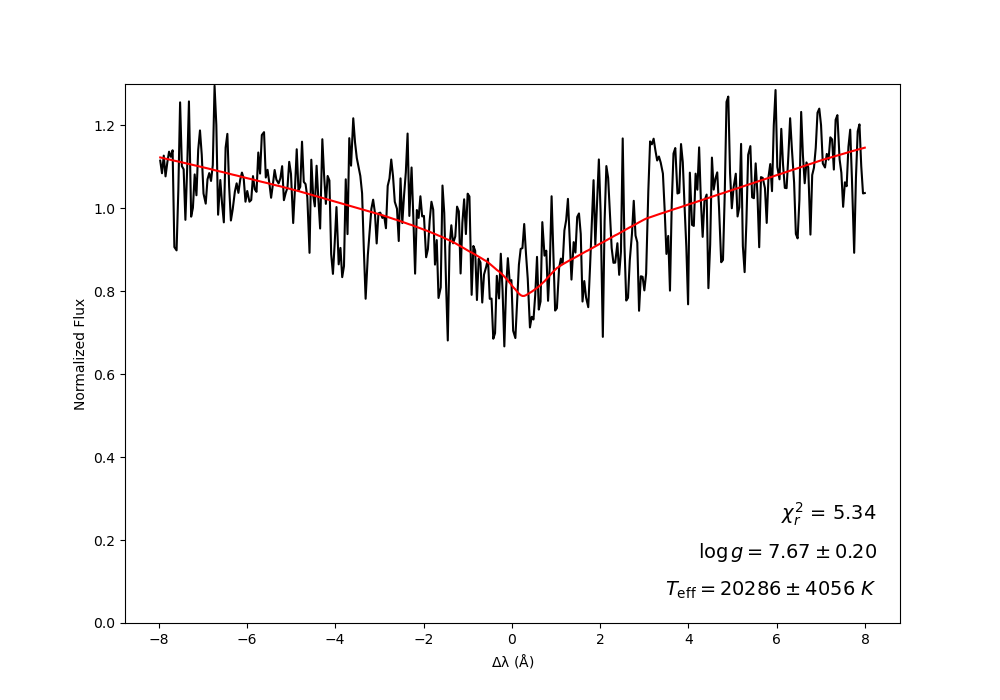 1.2
1.0
0.8
0.6
0.4
0.2
0.0
Normalized Flux
χ²ᵣ = 5.34
log g = 7.67 ± 0.20
T_eff = 20286 ± 4056 K
−8 −6 −4 −2 0 2 4 6 8
Δλ (Å)